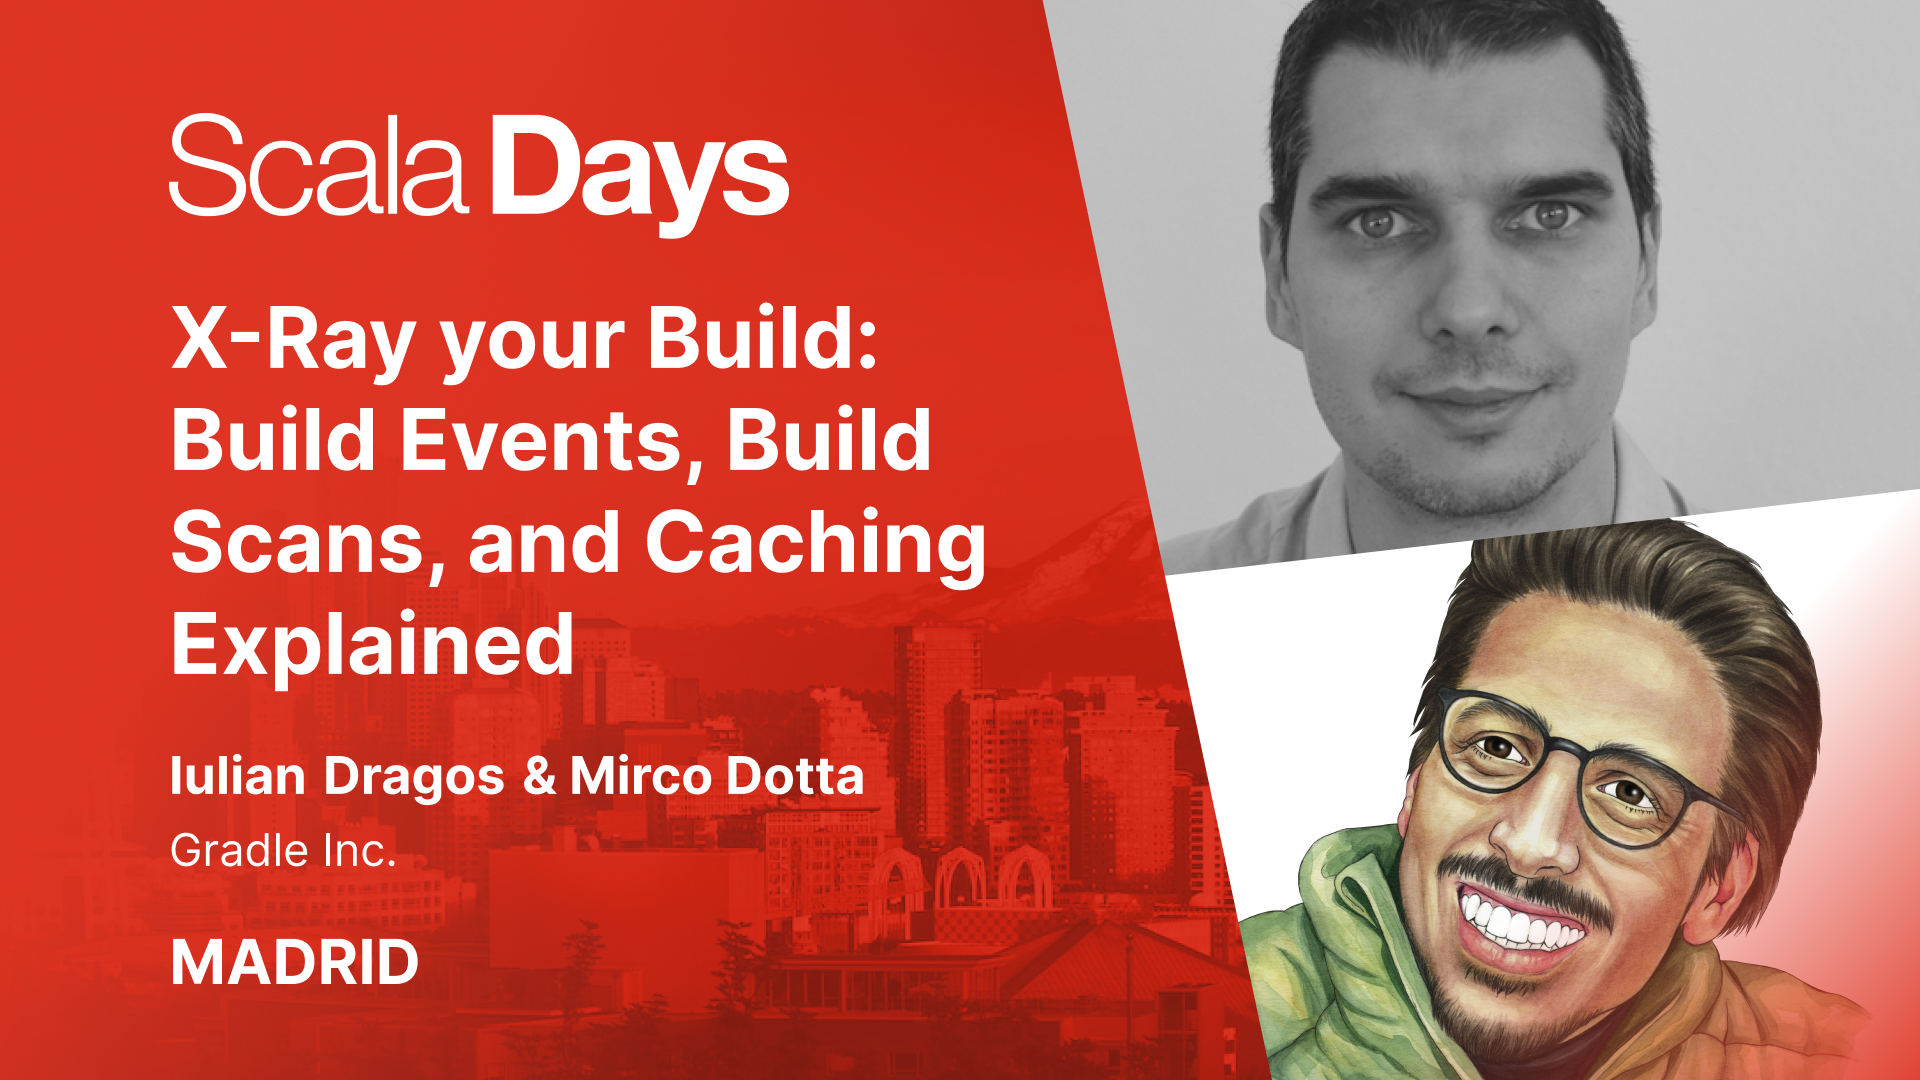 Scala Days
X-Ray your Build:
Build Events, Build
Scans, and Caching
Explained
Iulian Dragos & Mirco Dotta
Gradle Inc.
MADRID